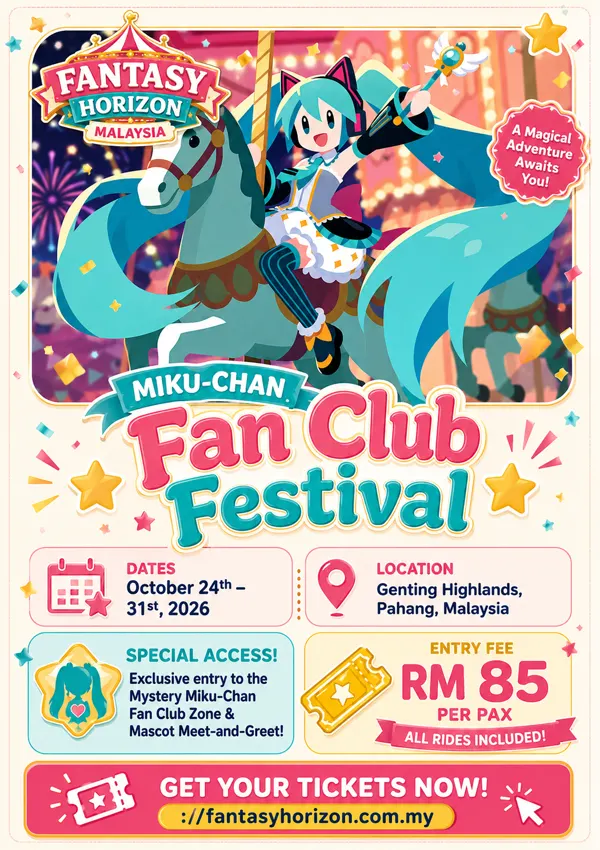 FANTASY
HORIZON
MALAYSIA
A Magical
Adventure
Awaits
You!
MIKU-CHAN
Fan Club
Festival
DATES
October 24th –
31st, 2026
LOCATION
Genting Highlands,
Pahang, Malaysia
SPECIAL ACCESS!
Exclusive entry to the
Mystery Miku-Chan
Fan Club Zone &
Mascot Meet-and-Greet!
ENTRY FEE
RM 85
PER PAX
ALL RIDES INCLUDED!
GET YOUR TICKETS NOW!
://fantasyhorizon.com.my